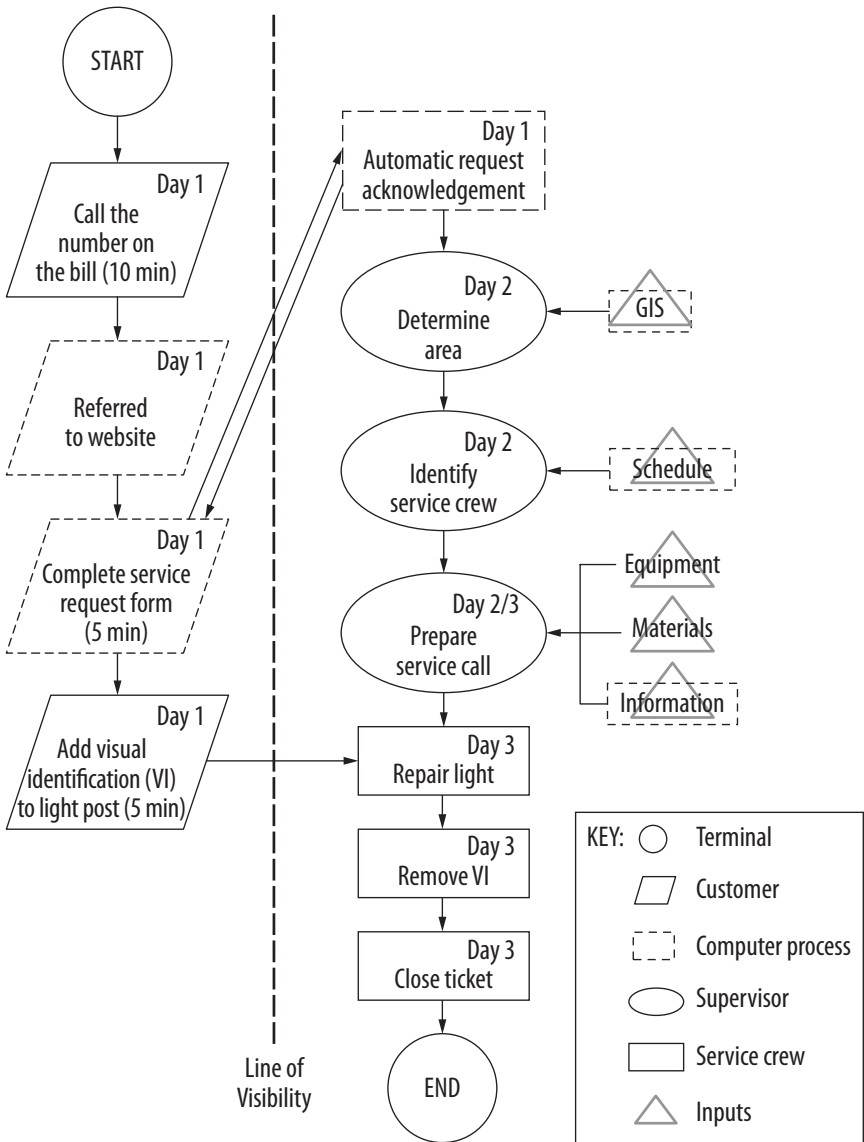 START
Day 1
Call the
number on
the bill (10 min)
Day 1
Referred
to website
Day 1
Complete service
request form
(5 min)
Day 1
Add visual
identification (VI)
to light post (5 min)
Line of
Visibility
Day 1
Automatic request
acknowledgement
Day 2
Determine
area
GIS
Day 2
Identify
service crew
Schedule
Day 2/3
Prepare
service call
Equipment
Materials
Information
Day 3
Repair light
Day 3
Remove VI
Day 3
Close ticket
END
KEY:
Terminal
Customer
Computer process
Supervisor
Service crew
Inputs